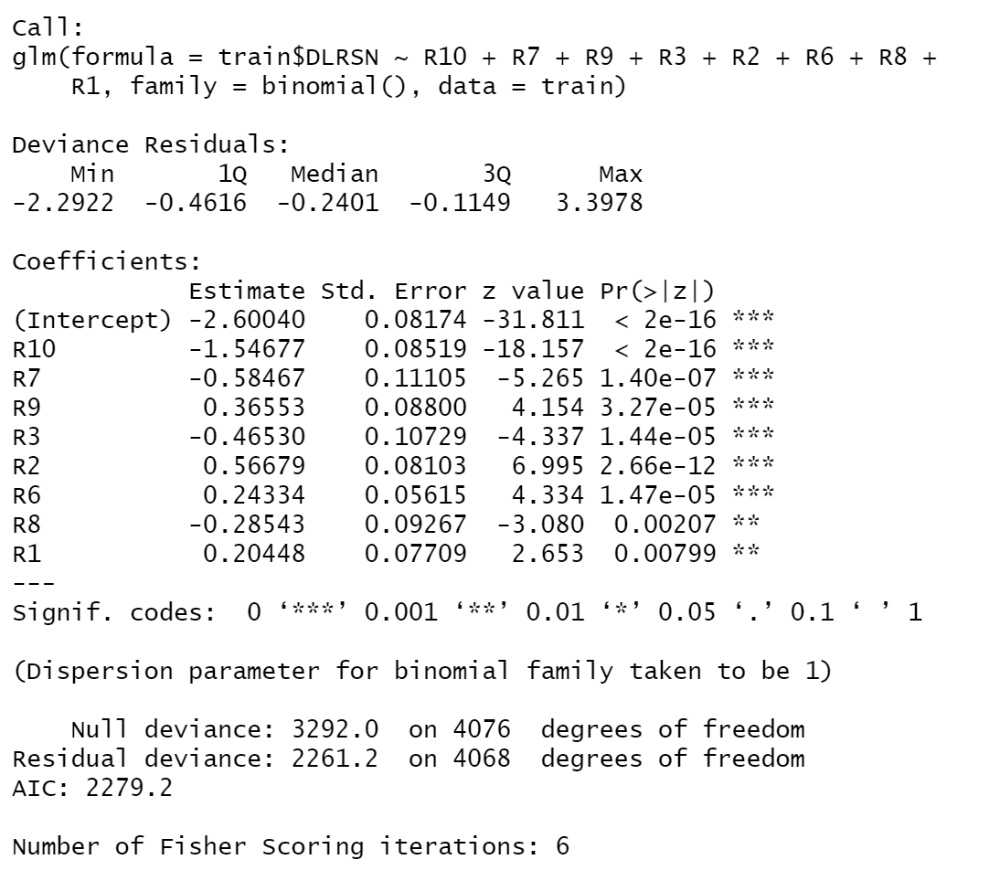 Call:
glm(formula = train$DLRSN ~ R10 + R7 + R9 + R3 + R2 + R6 + R8 +
    R1, family = binomial(), data = train)

Deviance Residuals:
    Min       1Q   Median       3Q      Max
-2.2922  -0.4616  -0.2401  -0.1149   3.3978

Coefficients:
            Estimate Std. Error z value Pr(>|z|)
(Intercept) -2.60040    0.08174 -31.811  < 2e-16 ***
R10         -1.54677    0.08519 -18.157  < 2e-16 ***
R7          -0.58467    0.11105  -5.265 1.40e-07 ***
R9           0.36553    0.08800   4.154 3.27e-05 ***
R3          -0.46530    0.10729  -4.337 1.44e-05 ***
R2           0.56679    0.08103   6.995 2.66e-12 ***
R6           0.24334    0.05615   4.334 1.47e-05 ***
R8          -0.28543    0.09267  -3.080  0.00207 **
R1           0.20448    0.07709   2.653  0.00799 **
---
Signif. codes:  0 ‘***’ 0.001 ‘**’ 0.01 ‘*’ 0.05 ‘.’ 0.1 ‘ ’ 1

(Dispersion parameter for binomial family taken to be 1)

    Null deviance: 3292.0  on 4076  degrees of freedom
Residual deviance: 2261.2  on 4068  degrees of freedom
AIC: 2279.2

Number of Fisher Scoring iterations: 6